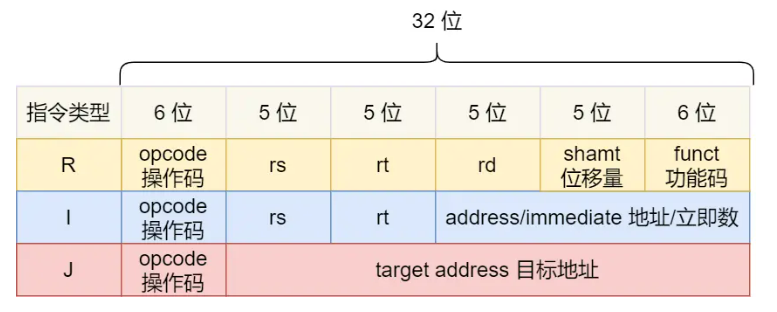 32 位
指令类型 6 位 5 位 5 位 5 位 5 位 6 位
R opcode 操作码 rs rt rd shamt 位移量 funct 功能码
I opcode 操作码 rs rt address/immediate 地址/立即数
J opcode 操作码 target address 目标地址